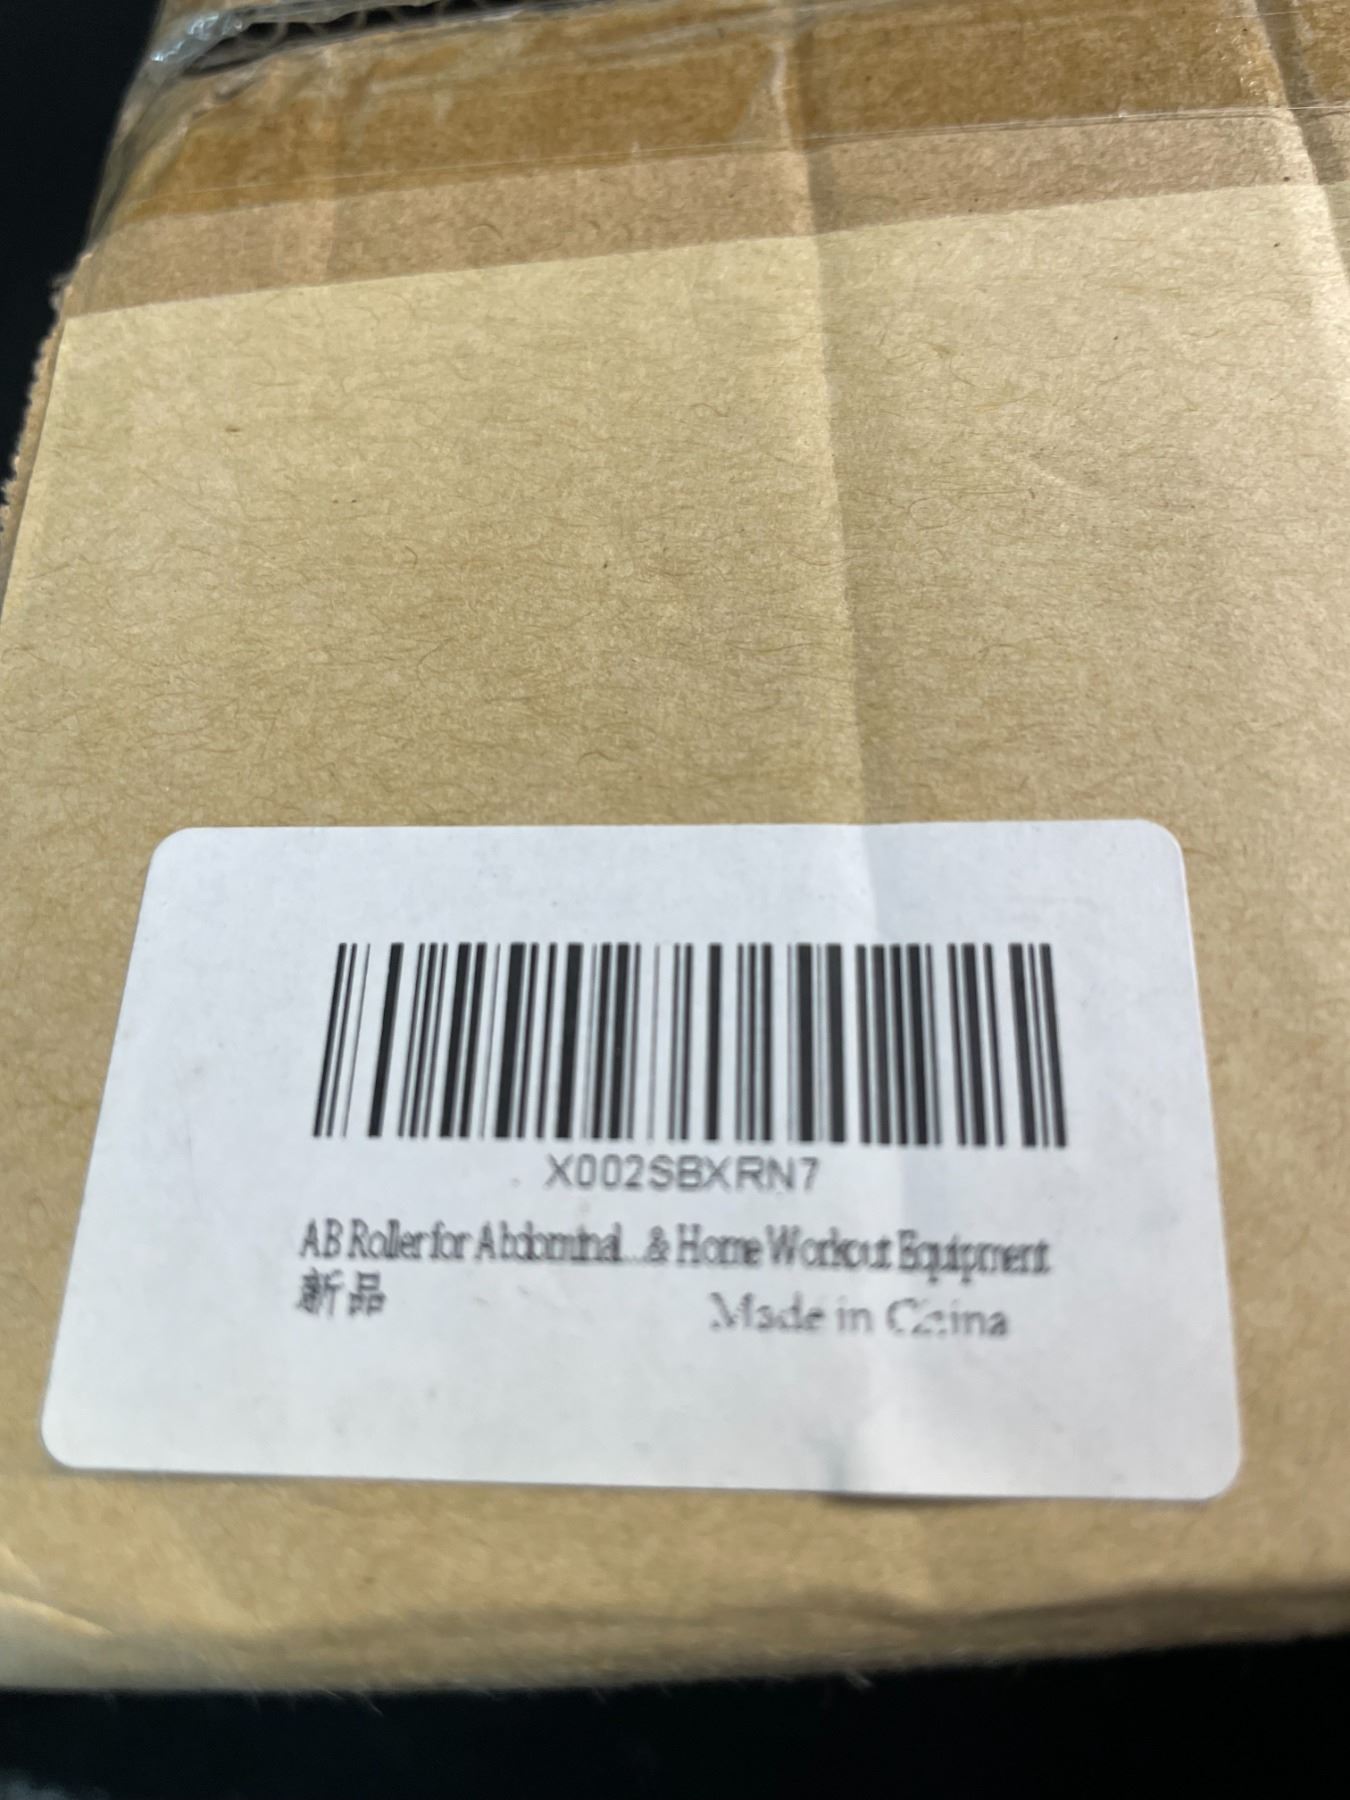 X002SBXRN7
AB Roller for Abdominal...& Home Workout Equipment
新品
Made in China